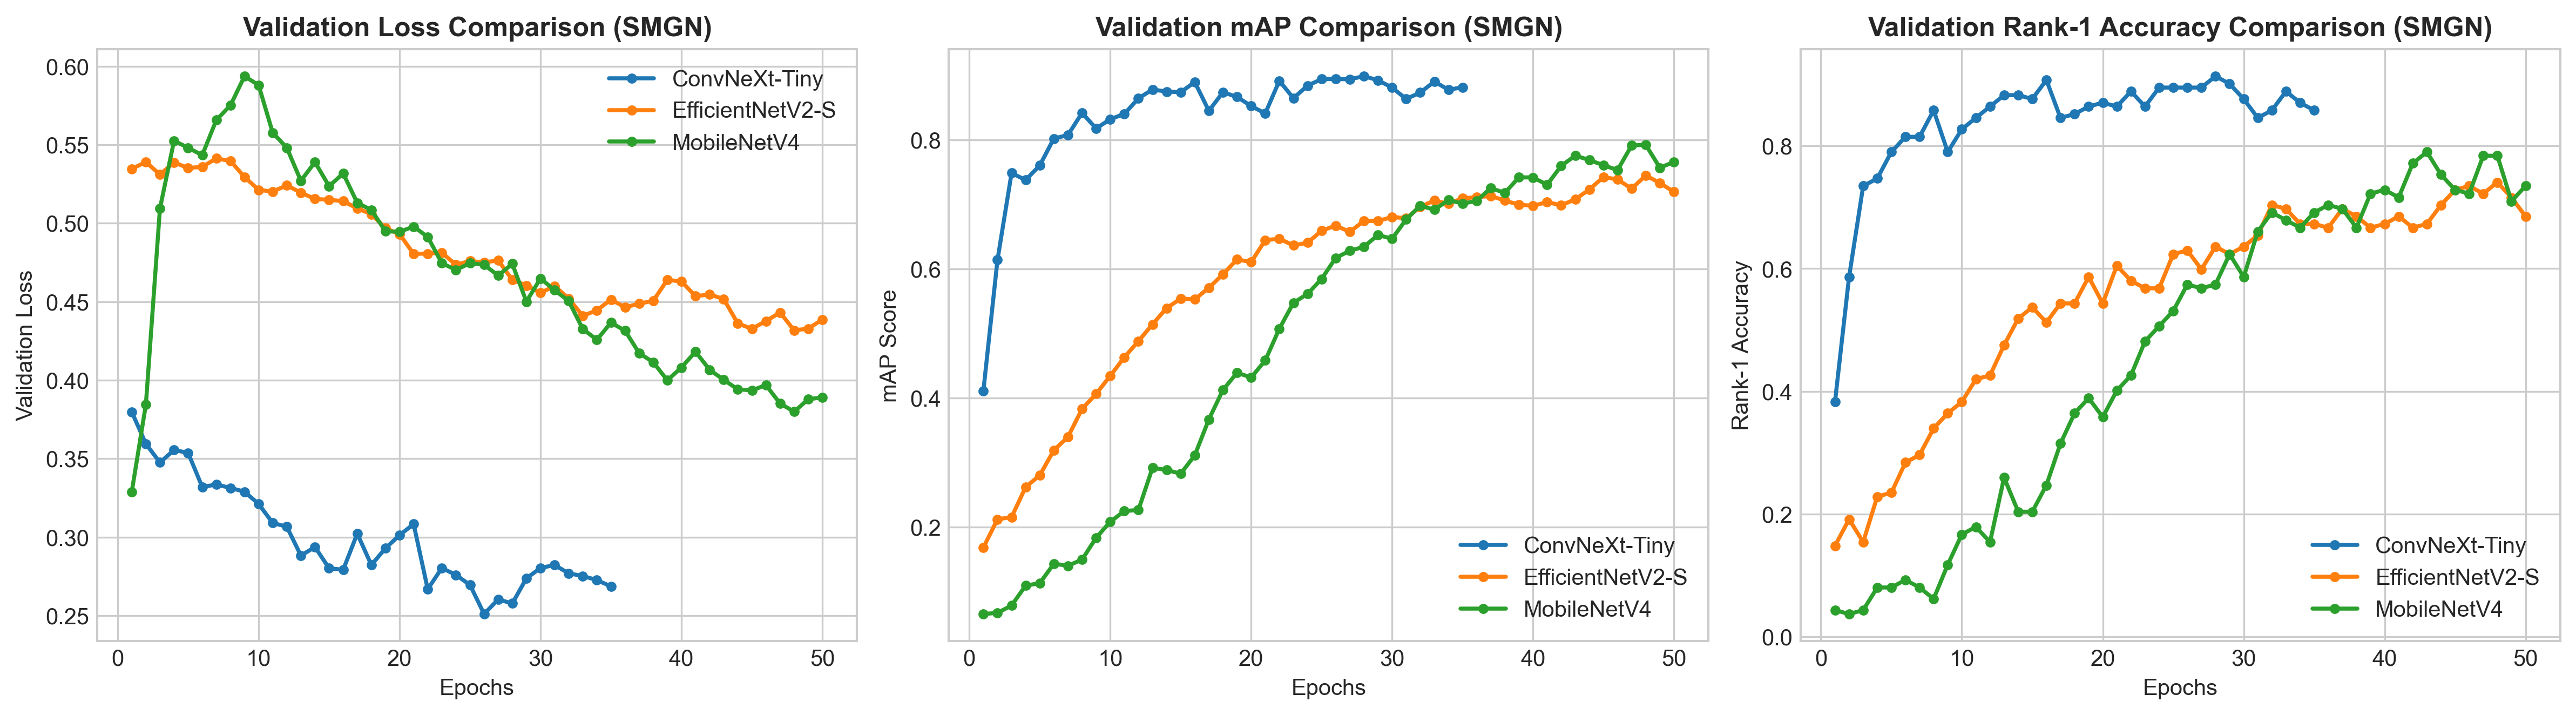 Validation Loss Comparison (SMGN)
0.60
0.55
0.50
0.45
0.40
0.35
0.30
0.25
Validation Loss
ConvNeXt-Tiny
EfficientNetV2-S
MobileNetV4
0 10 20 30 40 50
Epochs
Validation mAP Comparison (SMGN)
0.8
0.6
0.4
0.2
mAP Score
ConvNeXt-Tiny
EfficientNetV2-S
MobileNetV4
0 10 20 30 40 50
Epochs
Validation Rank-1 Accuracy Comparison (SMGN)
0.8
0.6
0.4
0.2
0.0
Rank-1 Accuracy
ConvNeXt-Tiny
EfficientNetV2-S
MobileNetV4
0 10 20 30 40 50
Epochs